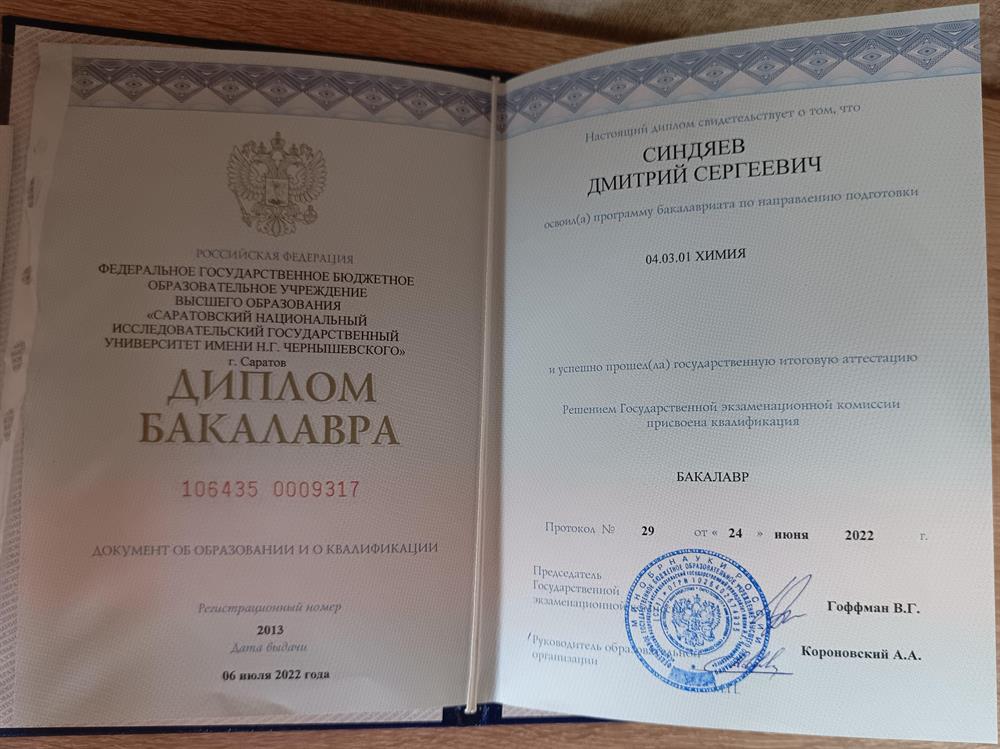 РОССИЙСКАЯ ФЕДЕРАЦИЯ
ФЕДЕРАЛЬНОЕ ГОСУДАРСТВЕННОЕ БЮДЖЕТНОЕ
ОБРАЗОВАТЕЛЬНОЕ УЧРЕЖДЕНИЕ
ВЫСШЕГО ОБРАЗОВАНИЯ
«САРАТОВСКИЙ НАЦИОНАЛЬНЫЙ
ИССЛЕДОВАТЕЛЬСКИЙ ГОСУДАРСТВЕННЫЙ
УНИВЕРСИТЕТ ИМЕНИ Н.Г. ЧЕРНЫШЕВСКОГО»
г. Саратов
ДИПЛОМ
БАКАЛАВРА
106435 0009317
ДОКУМЕНТ ОБ ОБРАЗОВАНИИ И О КВАЛИФИКАЦИИ
Регистрационный номер
2013
Дата выдачи
06 июля 2022 года
Настоящий диплом свидетельствует о том, что
СИНДЯЕВ
ДМИТРИЙ СЕРГЕЕВИЧ
освоил(а) программу бакалавриата по направлению подготовки
04.03.01 ХИМИЯ
и успешно прошел(ла) государственную итоговую аттестацию
Решением Государственной экзаменационной комиссии
присвоена квалификация
БАКАЛАВР
Протокол № 29 от « 24 » июня 2022 г.
Председатель
Государственной
экзаменационной
Гоффман В.Г.
Руководитель образовательной
организации
Короновский А.А.